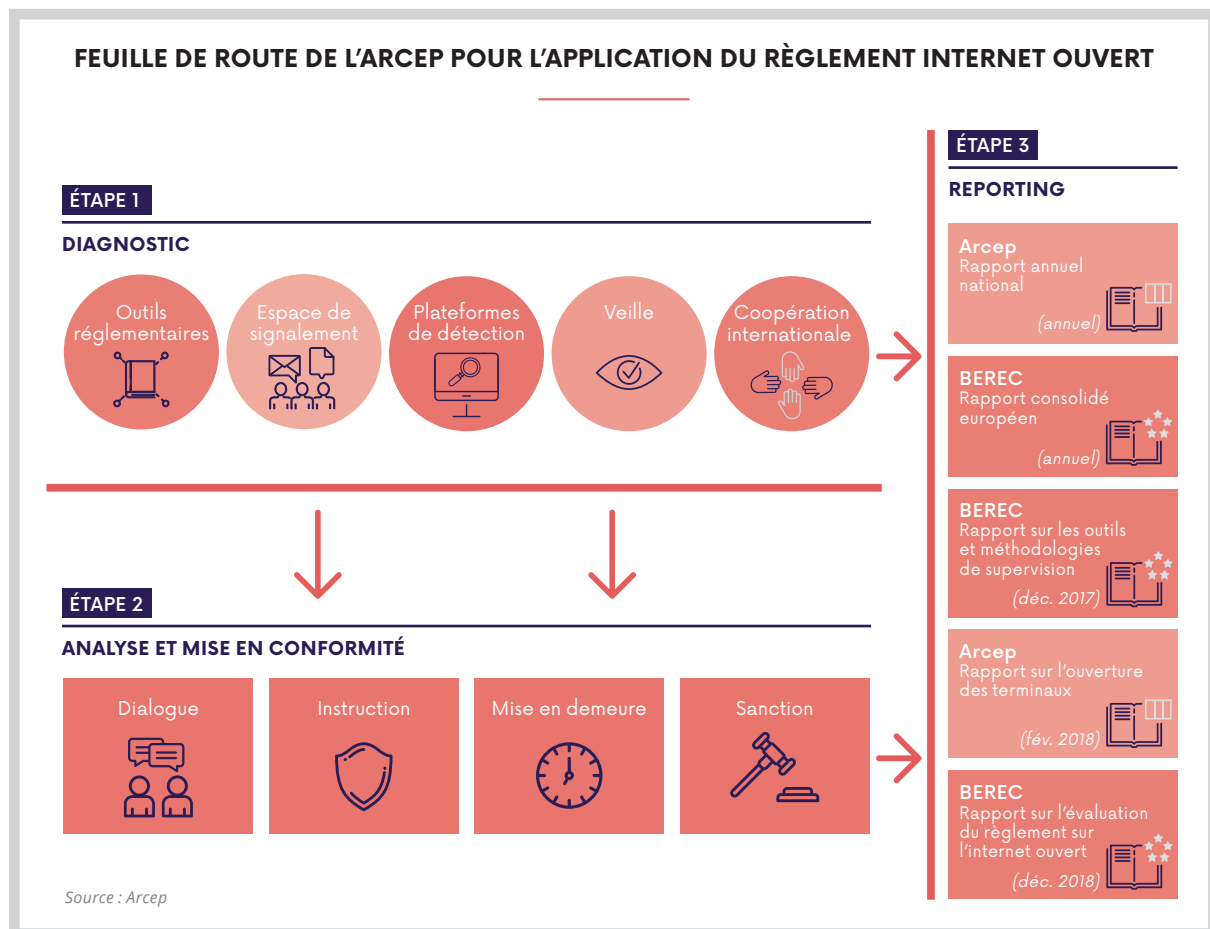 FEUILLE DE ROUTE DE L’ARCEP POUR L’APPLICATION DU RÈGLEMENT INTERNET OUVERT
ÉTAPE 1
DIAGNOSTIC
Outils
réglementaires
Espace de
signalement
Plateformes
de détection
Veille
Coopération
internationale
ÉTAPE 2
ANALYSE ET MISE EN CONFORMITÉ
Dialogue
Instruction
Mise en demeure
Sanction
ÉTAPE 3
REPORTING
Arcep
Rapport annuel
national
(annuel)
BEREC
Rapport consolidé
européen
(annuel)
BEREC
Rapport sur les outils
et méthodologies
de supervision
(déc. 2017)
Arcep
Rapport sur l’ouverture
des terminaux
(fév. 2018)
BEREC
Rapport sur l’évaluation
du règlement sur
l’internet ouvert
(déc. 2018)
Source : Arcep